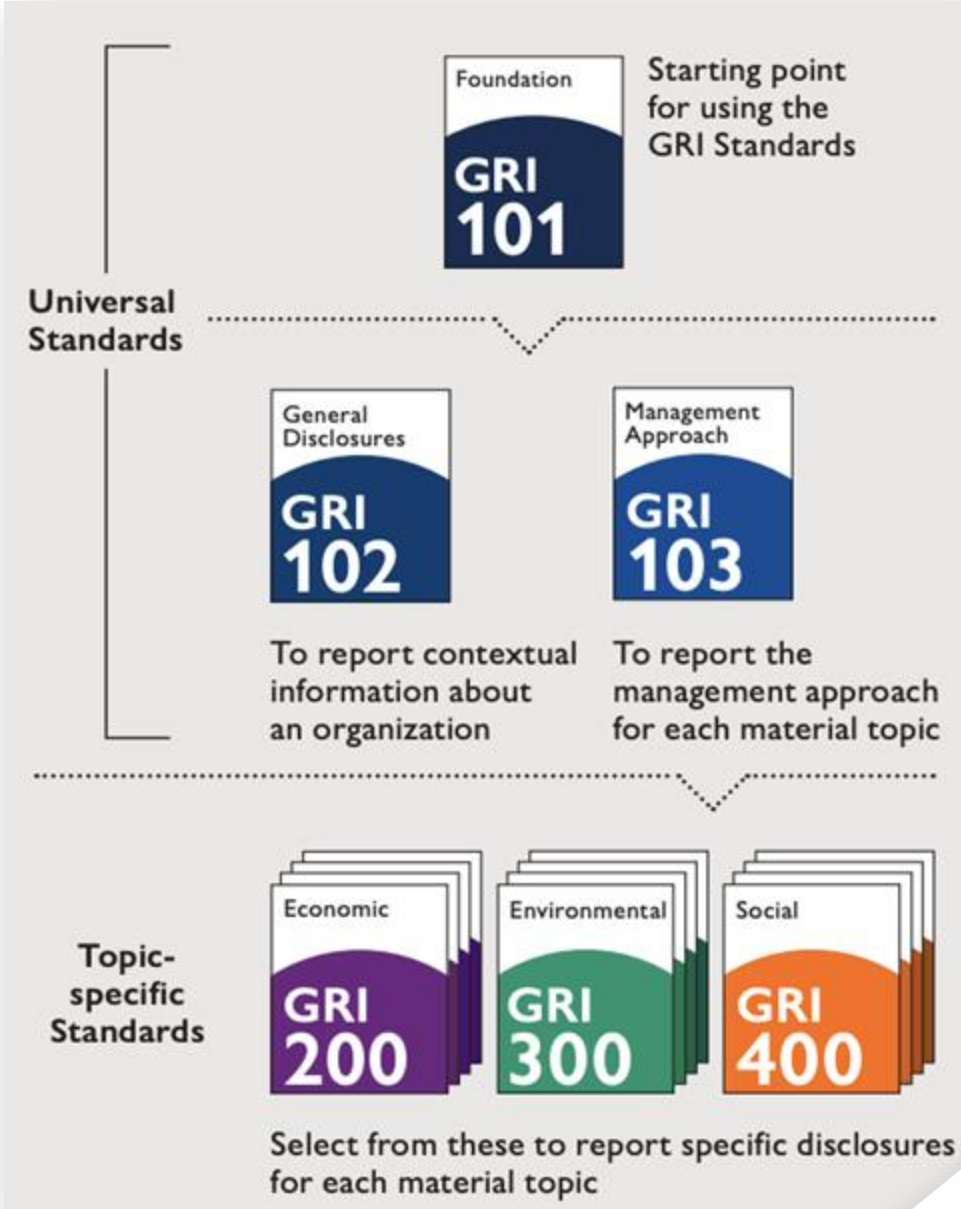 Foundation
GRI
101
Starting point
for using the
GRI Standards
Universal
Standards
General
Disclosures
GRI
102
Management
Approach
GRI
103
To report contextual
information about
an organization
To report the
management approach
for each material topic
Topic-
specific
Standards
Economic
GRI
200
Environmental
GRI
300
Social
GRI
400
Select from these to report specific disclosures
for each material topic